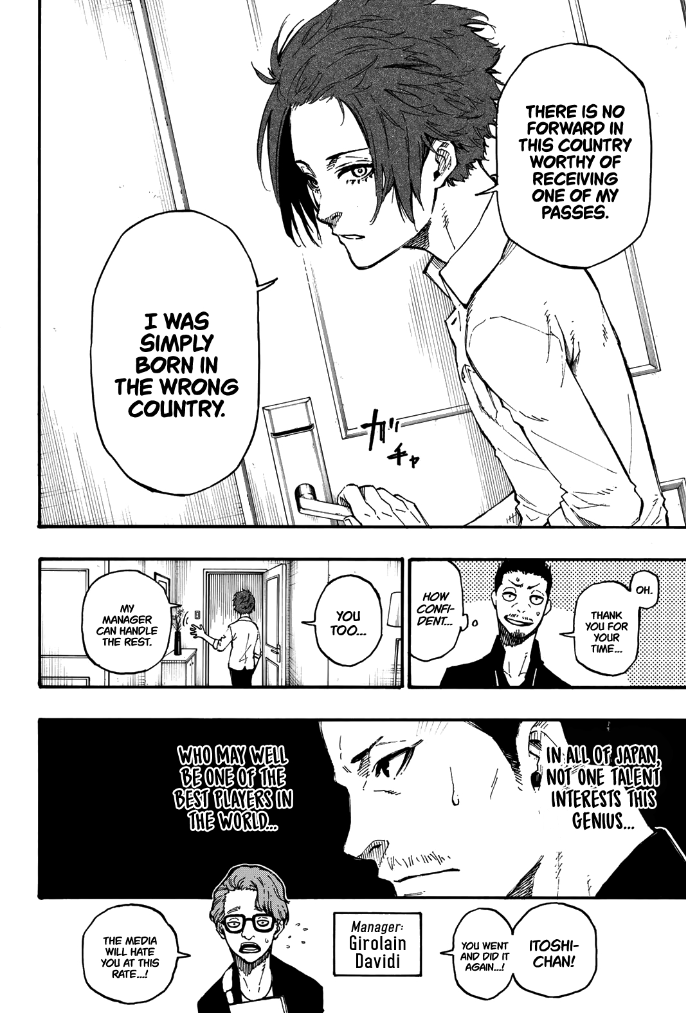 THERE IS NO
FORWARD IN
THIS COUNTRY
WORTHY OF
RECEIVING
ONE OF MY
PASSES.
I WAS
SIMPLY
BORN IN
THE WRONG
COUNTRY.
ガチャ
OH.
THANK
YOU FOR
YOUR
TIME...
HOW
CONFI-
DENT...
YOU
TOO...
MY
MANAGER
CAN HANDLE
THE REST.
IN ALL OF JAPAN,
NOT ONE TALENT
INTERESTS THIS
GENIUS...
WHO MAY WELL
BE ONE OF THE
BEST PLAYERS IN
THE WORLD...
ITOSHI-
CHAN!
YOU WENT
AND DID IT
AGAIN...!
Manager:
Girolain
Davidi
THE MEDIA
WILL HATE
YOU AT THIS
RATE...!